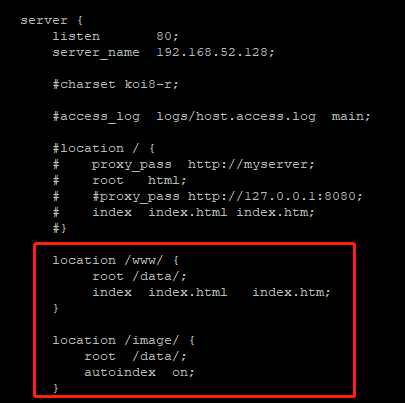 server {
    listen       80;
    server_name  192.168.52.128;
    #charset koi8-r;
    #access_log  logs/host.access.log  main;
    #location / {
    #    proxy_pass  http://myserver;
    #    root   html;
    #    #proxy_pass http://127.0.0.1:8080;
    #    index  index.html index.htm;
    #}
    location /www/ {
         root /data/;
         index  index.html   index.htm;
    }
    location /image/ {
        root  /data/;
        autoindex  on;
    }